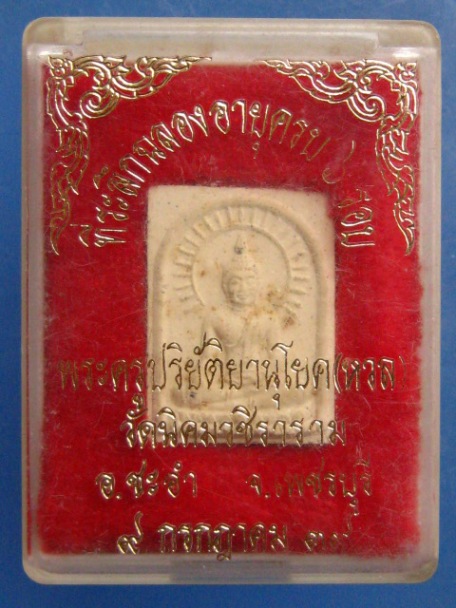 ที่ระลึกฉลองอายุครบ ๖ รอบ
พระครูปริยัติยานุโยค(หวล
วัดนิคมวชิราราม
อ.ชะอำ จ.เพชรบุรี
๙ กรกฎาคม